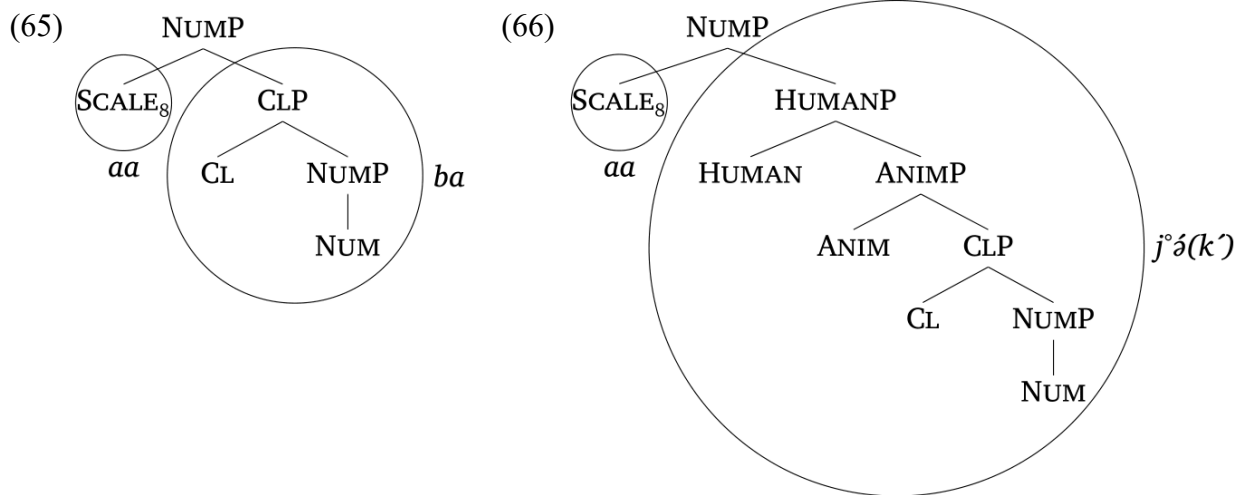 (65) NUMP
SCALE₈ CLP
aa CL NUMP ba
NUM
(66) NUMP
SCALE₈ HUMANP
aa HUMAN ANIMP
ANIM CLP j°ə́(k´)
CL NUMP
NUM